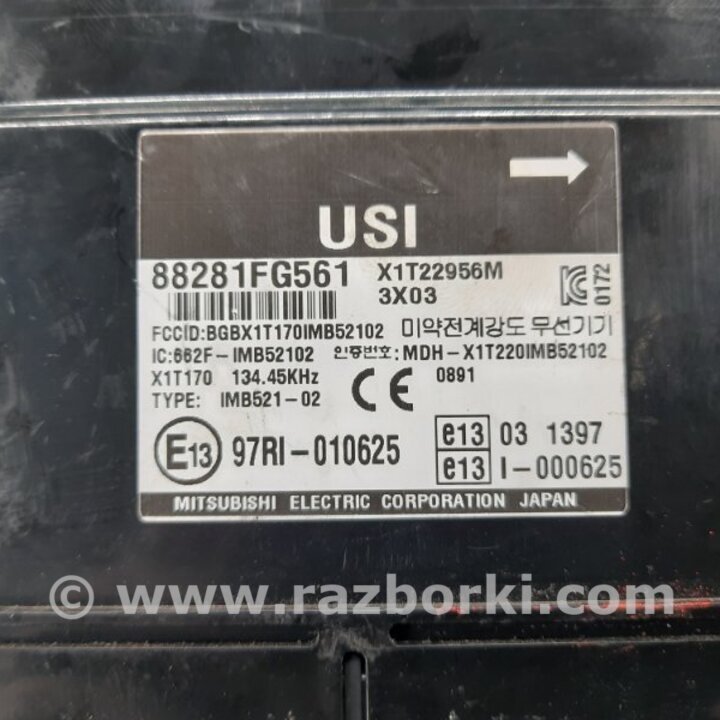 USI
88281FG561 X1T22956M
3X03
0172
FCCID:BGBX1T170IMB52102 미약전계강도 무선기기
IC:662F-IMB52102 인증번호:MDH-X1T220IMB52102
X1T170 134.45KHz CE 0891
TYPE: IMB521-02
E13 97RI-010625 e13 03 1397
e13 I-000625
MITSUBISHI ELECTRIC CORPORATION JAPAN
© www.razborki.com